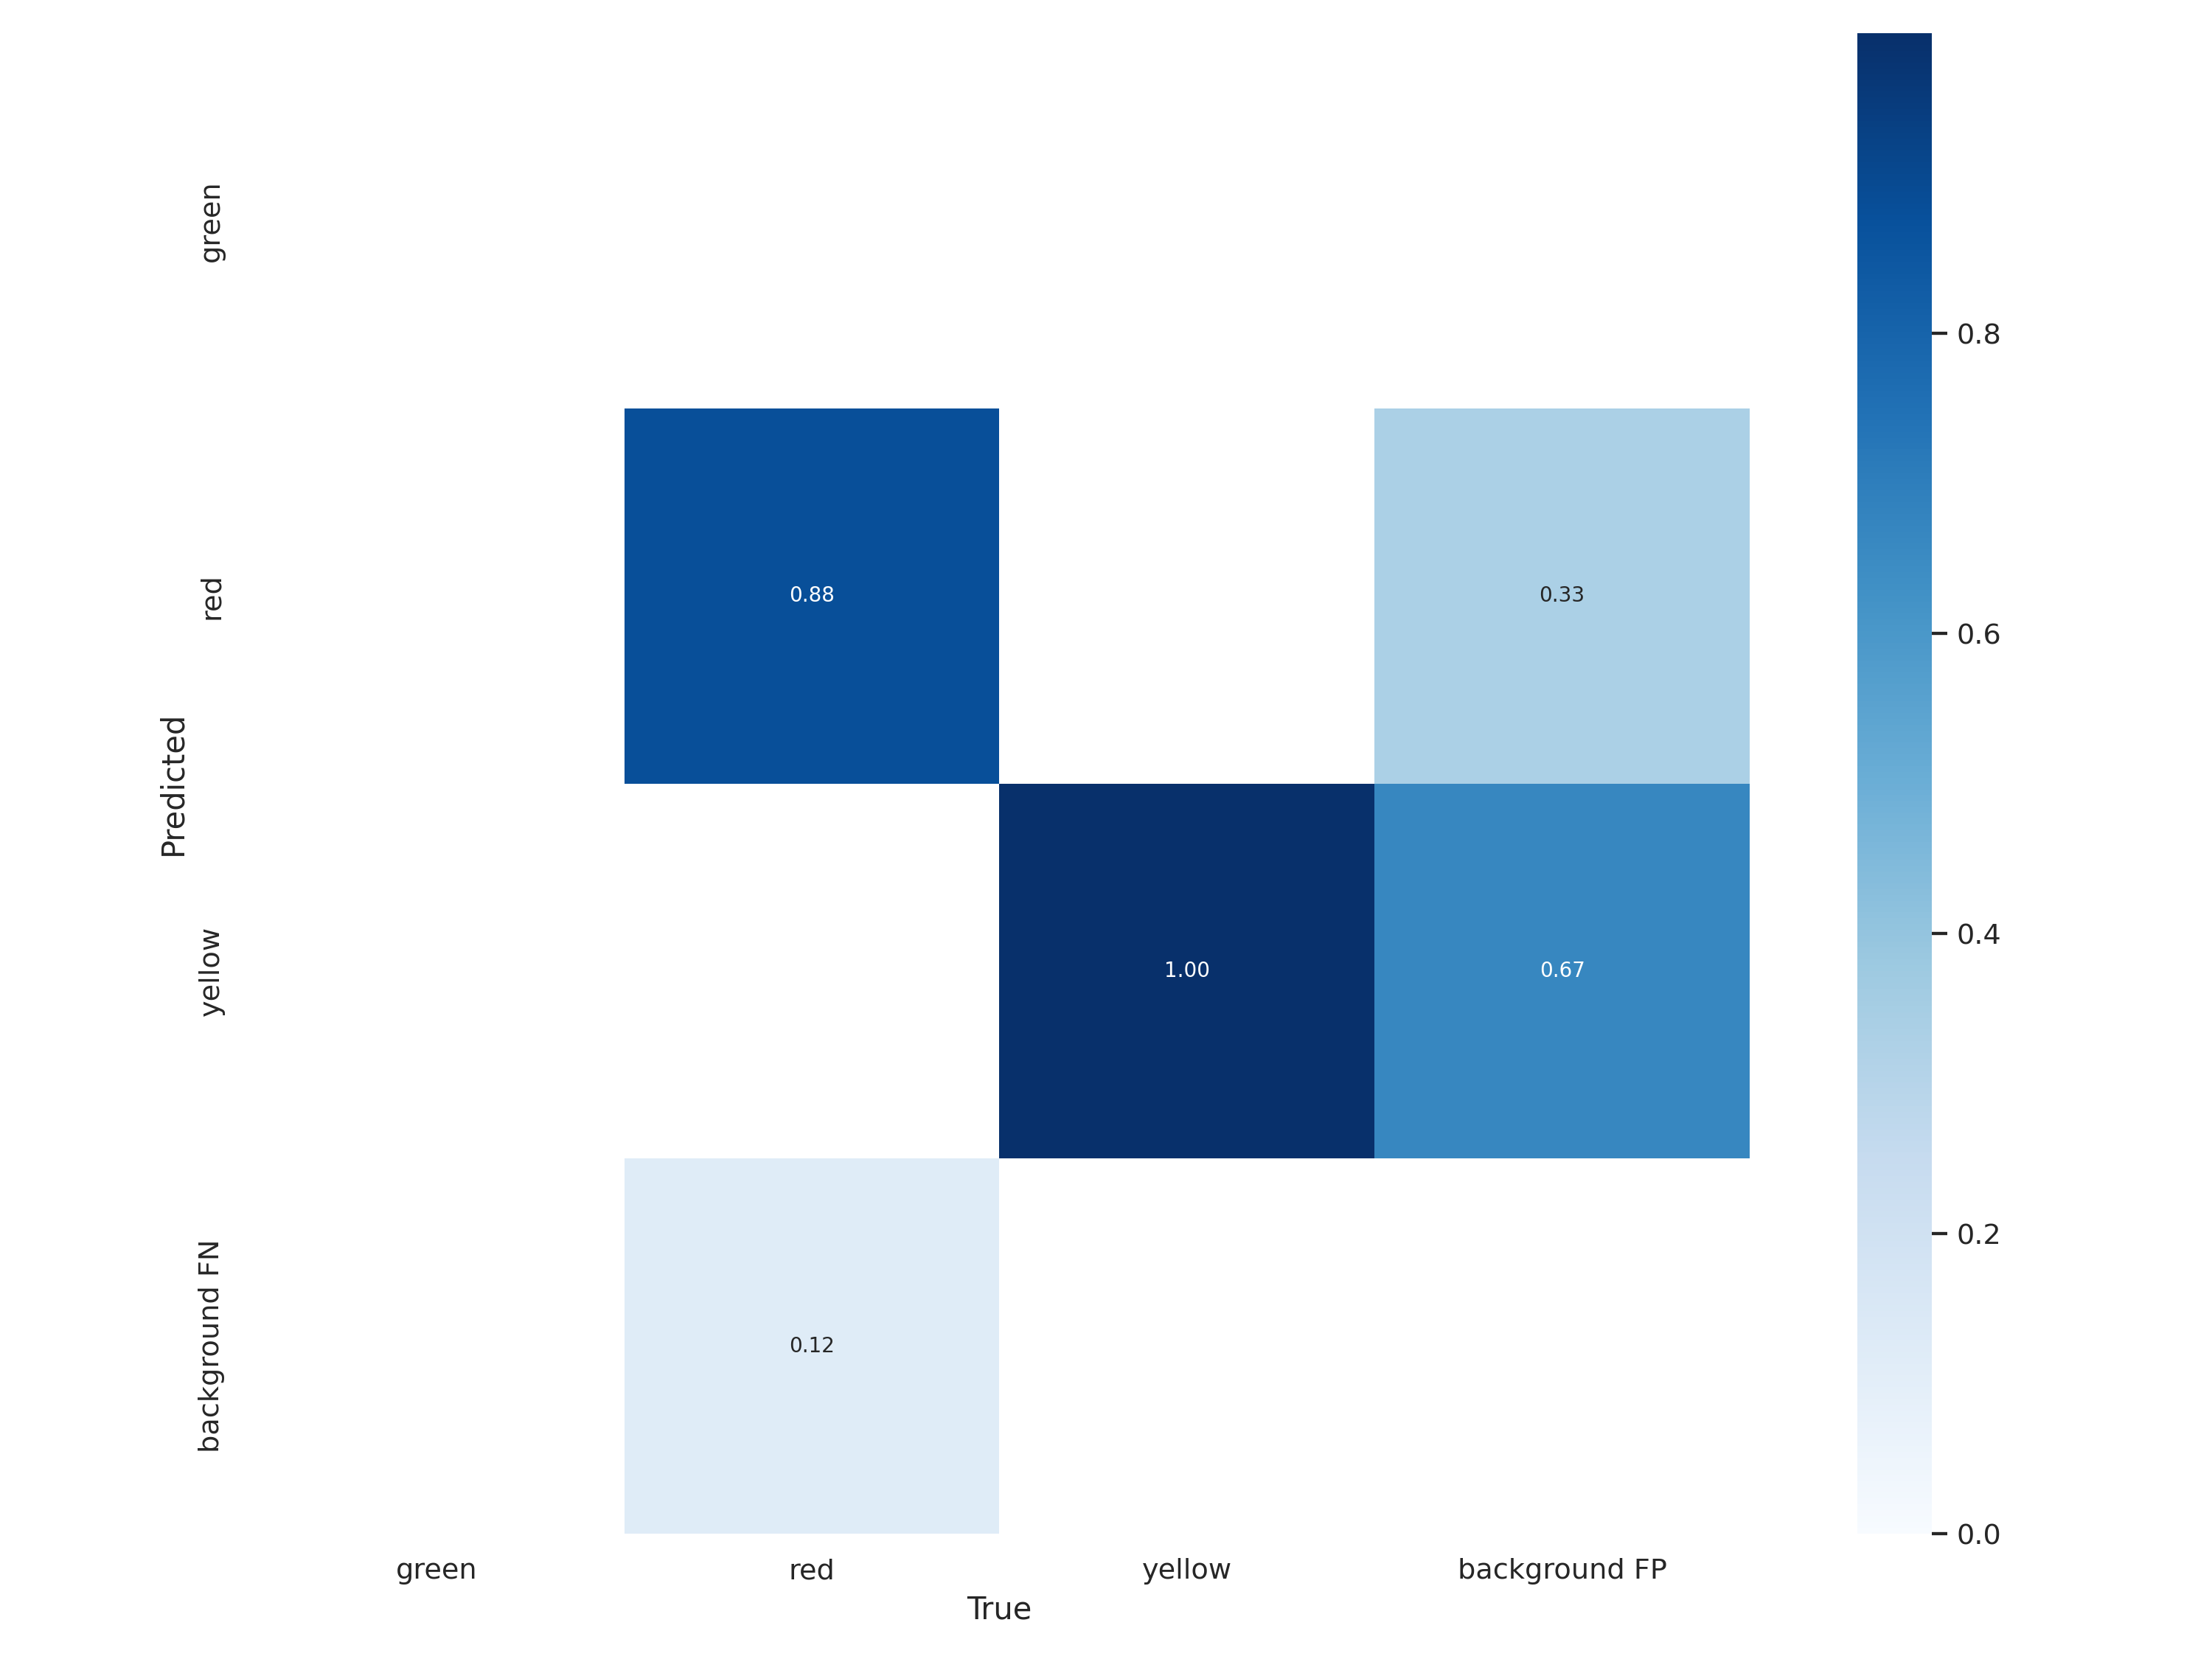 green
red
yellow
background FN
Predicted
0.88
0.33
1.00
0.67
0.12
green
red
yellow
background FP
True
0.8
0.6
0.4
0.2
0.0